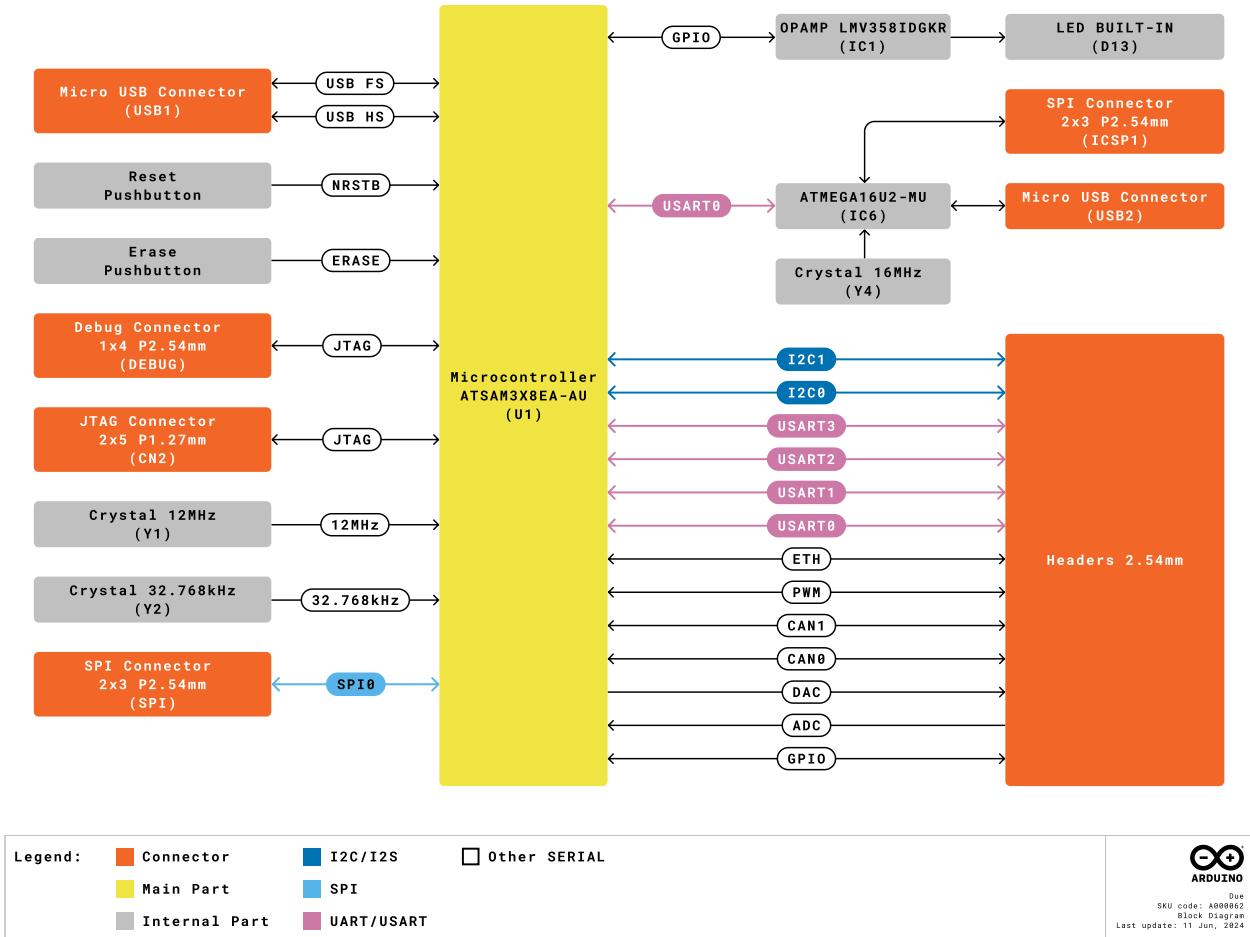 GPIO
OPAMP LMV358IDGKR
(IC1)
LED BUILT-IN
(D13)
Micro USB Connector
(USB1)
USB FS
USB HS
SPI Connector
2x3 P2.54mm
(ICSP1)
Reset
Pushbutton
NRSTB
USART0
ATMEGA16U2-MU
(IC6)
Micro USB Connector
(USB2)
Erase
Pushbutton
ERASE
Crystal 16MHz
(Y4)
Debug Connector
1x4 P2.54mm
(DEBUG)
JTAG
Microcontroller
ATSAM3X8EA-AU
(U1)
I2C1
I2C0
USART3
USART2
USART1
USART0
ETH
PWM
CAN1
CAN0
DAC
ADC
GPIO
Headers 2.54mm
JTAG Connector
2x5 P1.27mm
(CN2)
JTAG
Crystal 12MHz
(Y1)
12MHz
Crystal 32.768kHz
(Y2)
32.768kHz
SPI Connector
2x3 P2.54mm
(SPI)
SPI0
Legend:
Connector
Main Part
Internal Part
I2C/I2S
SPI
UART/USART
Other SERIAL
ARDUINO
Due
SKU code: A000062
Block Diagram
Last update: 11 Jun, 2024